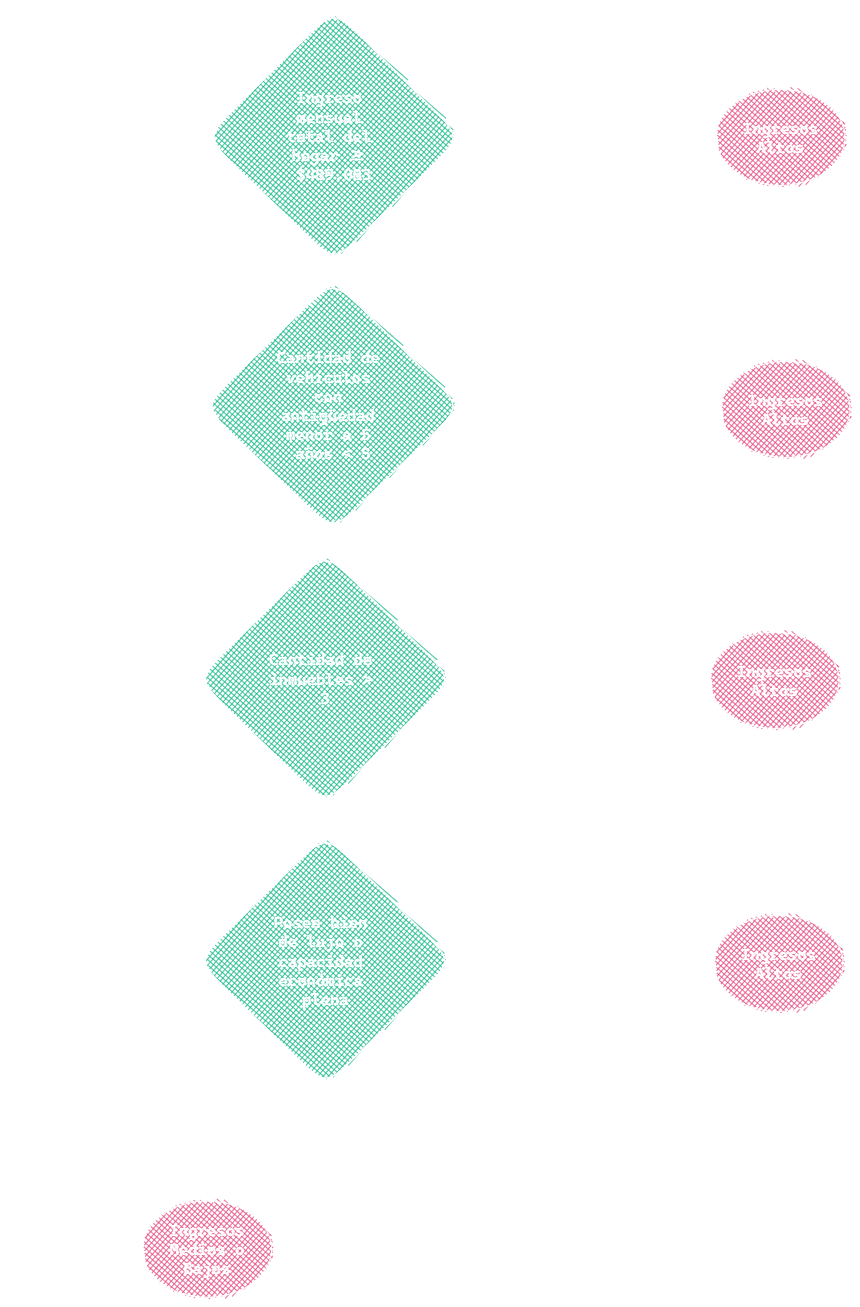 Ingreso
mensual
total del
hogar ≥
$489.083
Ingresos
Altos
Cantidad de
vehículos
con
antigüedad
menor a 5
años < 5
Ingresos
Altos
Cantidad de
inmuebles >
3
Ingresos
Altos
Posee bien
de lujo o
capacidad
económica
plena
Ingresos
Altos
Ingresos
Medios o
Bajos